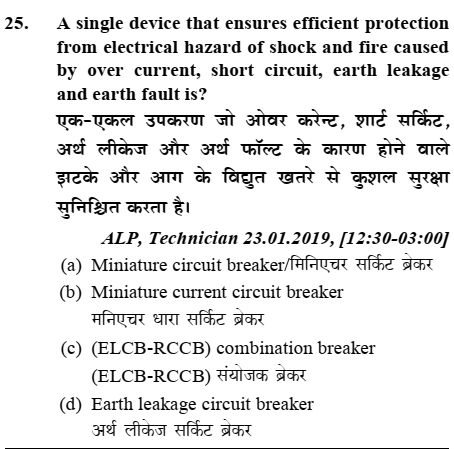 25. A single device that ensures efficient protection
from electrical hazard of shock and fire caused
by over current, short circuit, earth leakage
and earth fault is?
एक-एकल उपकरण जो ओवर करेन्ट, शार्ट सर्किट,
अर्थ लीकेज और अर्थ फॉल्ट के कारण होने वाले
झटके और आग के विद्युत खतरे से कुशल सुरक्षा
सुनिश्चित करता है।
ALP, Technician 23.01.2019, [12:30-03:00]
(a) Miniature circuit breaker/मिनिएचर सर्किट ब्रेकर
(b) Miniature current circuit breaker
मनिएचर धारा सर्किट ब्रेकर
(c) (ELCB-RCCB) combination breaker
(ELCB-RCCB) संयोजक ब्रेकर
(d) Earth leakage circuit breaker
अर्थ लीकेज सर्किट ब्रेकर